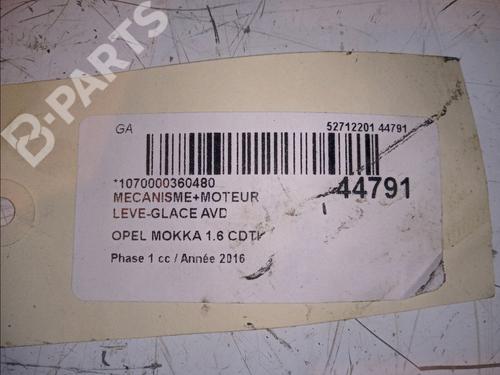 B-PARTS
GA
52712201 44791
*1070000360480
44791
MECANISME+MOTEUR
LEVE-GLACE AVD
OPEL MOKKA 1.6 CDTI
Phase 1 cc / Année 2016